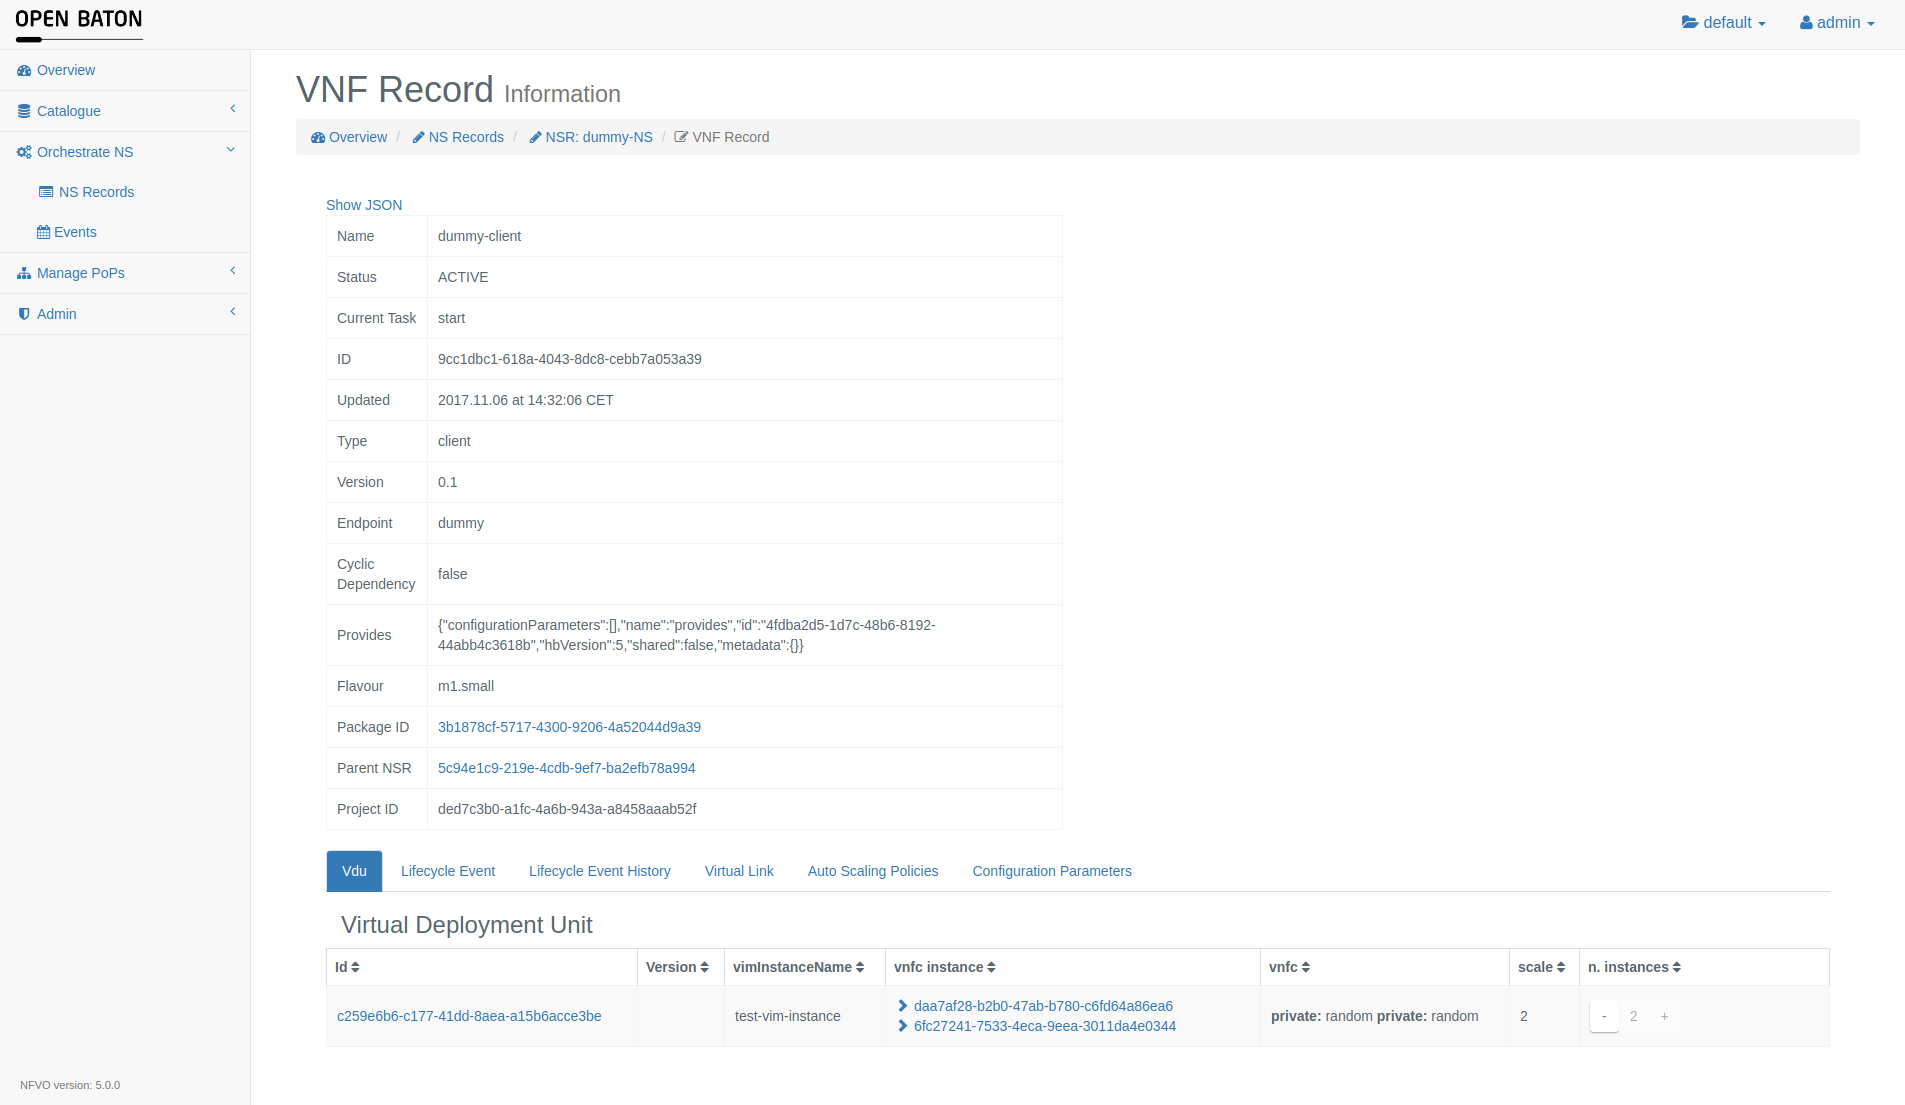 OPEN BATON
default
admin
Overview
Catalogue
Orchestrate NS
NS Records
Events
Manage PoPs
Admin
NFVO version: 5.0.0
VNF Record Information
Overview / NS Records / NSR: dummy-NS / VNF Record
Show JSON
Name dummy-client
Status ACTIVE
Current Task start
ID 9cc1dbc1-618a-4043-8dc8-cebb7a053a39
Updated 2017.11.06 at 14:32:06 CET
Type client
Version 0.1
Endpoint dummy
Cyclic
Dependency
false
Provides
{"configurationParameters":[],"name":"provides","id":"4fdba2d5-1d7c-48b6-8192-
44abb4c3618b","hbVersion":5,"shared":false,"metadata":{}}
Flavour m1.small
Package ID 3b1878cf-5717-4300-9206-4a52044d9a39
Parent NSR 5c94e1c9-219e-4cdb-9ef7-ba2efb78a994
Project ID ded7c3b0-a1fc-4a6b-943a-a8458aaab52f
Vdu Lifecycle Event Lifecycle Event History Virtual Link Auto Scaling Policies Configuration Parameters
Virtual Deployment Unit
Id Version vimInstanceName vnfc instance vnfc scale n. instances
c259e6b6-c177-41dd-8aea-a15b6acce3be
test-vim-instance
daa7af28-b2b0-47ab-b780-c6fd64a86ea6
6fc27241-7533-4eca-9eea-3011da4e0344
private: random private: random
2
- 2 +